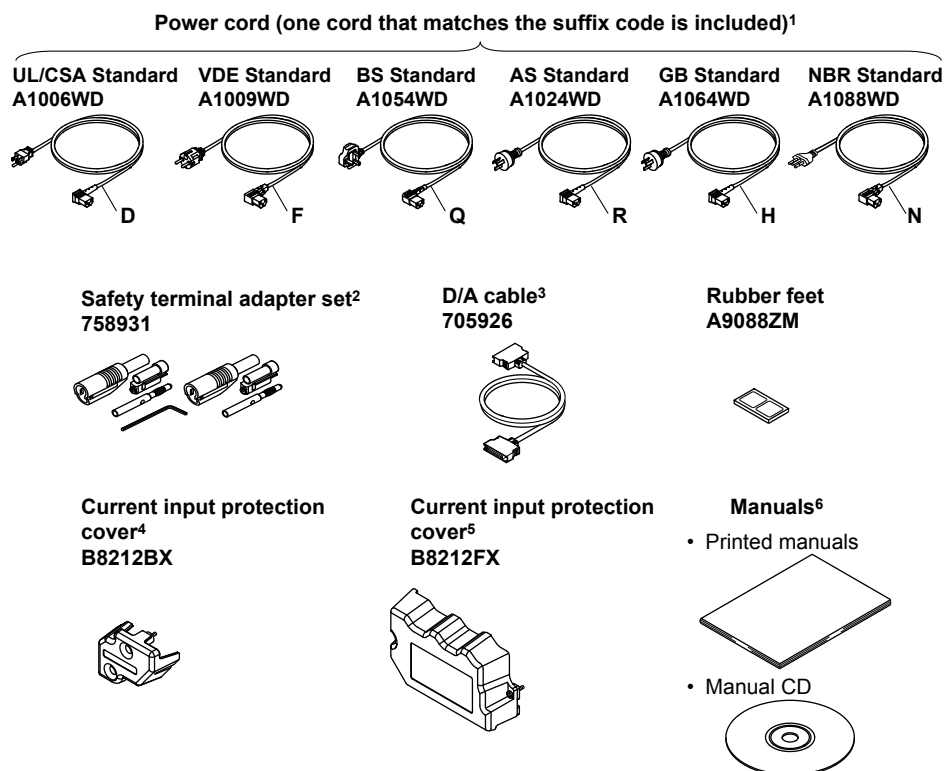 Power cord (one cord that matches the suffix code is included)1
UL/CSA Standard
A1006WD
VDE Standard
A1009WD
BS Standard
A1054WD
AS Standard
A1024WD
GB Standard
A1064WD
NBR Standard
A1088WD
D
F
Q
R
H
N
Safety terminal adapter set2
758931
D/A cable3
705926
Rubber feet
A9088ZM
Current input protection
cover4
B8212BX
Current input protection
cover5
B8212FX
Manuals6
• Printed manuals
• Manual CD